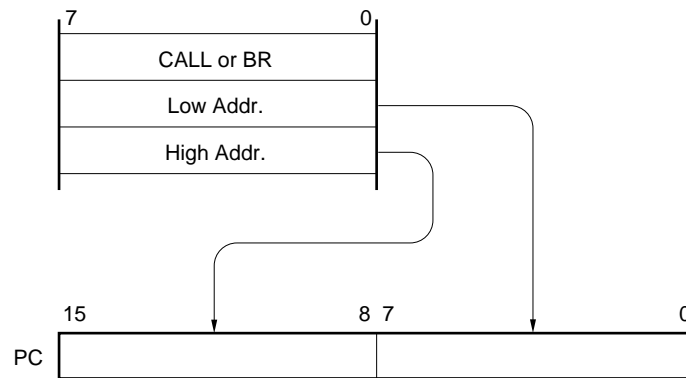 7 0
CALL or BR
Low Addr.
High Addr.
15 8 7 0
PC